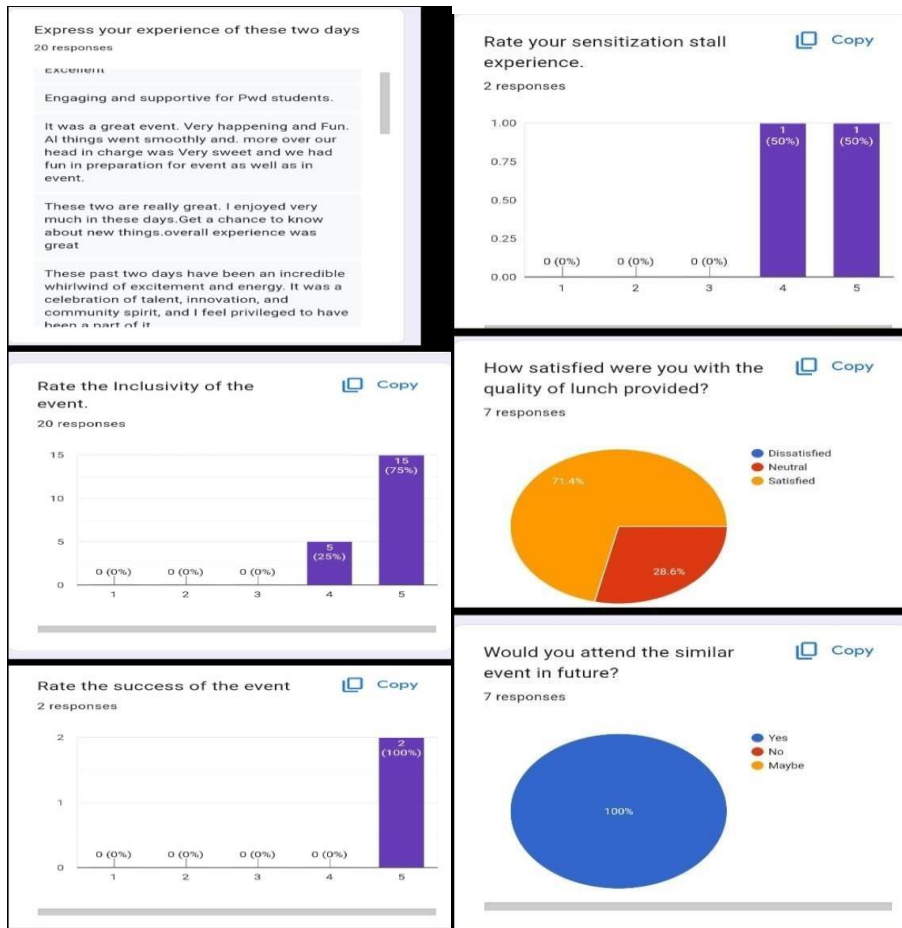 Express your experience of these two days
20 responses
Excellent
Engaging and supportive for Pwd students.
It was a great event. Very happening and Fun.
Al things went smoothly and. more over our
head in charge was Very sweet and we had
fun in preparation for event as well as in
event.
These two are really great. I enjoyed very
much in these days.Get a chance to know
about new things.overall experience was
great
These past two days have been an incredible
whirlwind of excitement and energy. It was a
celebration of talent, innovation, and
community spirit, and I feel privileged to have
been a part of it
Rate the Inclusivity of the
event.
Copy
20 responses
15
10
5
0
0 (0%)
0 (0%)
0 (0%)
5
(25%)
15
(75%)
1
2
3
4
5
Rate the success of the event
Copy
2 responses
2
1
0
0 (0%)
0 (0%)
0 (0%)
0 (0%)
2
(100%)
1
2
3
4
5
Rate your sensitization stall
experience.
Copy
2 responses
1.00
0.75
0.50
0.25
0.00
0 (0%)
0 (0%)
0 (0%)
1
(50%)
1
(50%)
1
2
3
4
5
How satisfied were you with the
quality of lunch provided?
Copy
7 responses
71.4%
28.6%
Dissatisfied
Neutral
Satisfied
Would you attend the similar
event in future?
Copy
7 responses
100%
Yes
No
Maybe